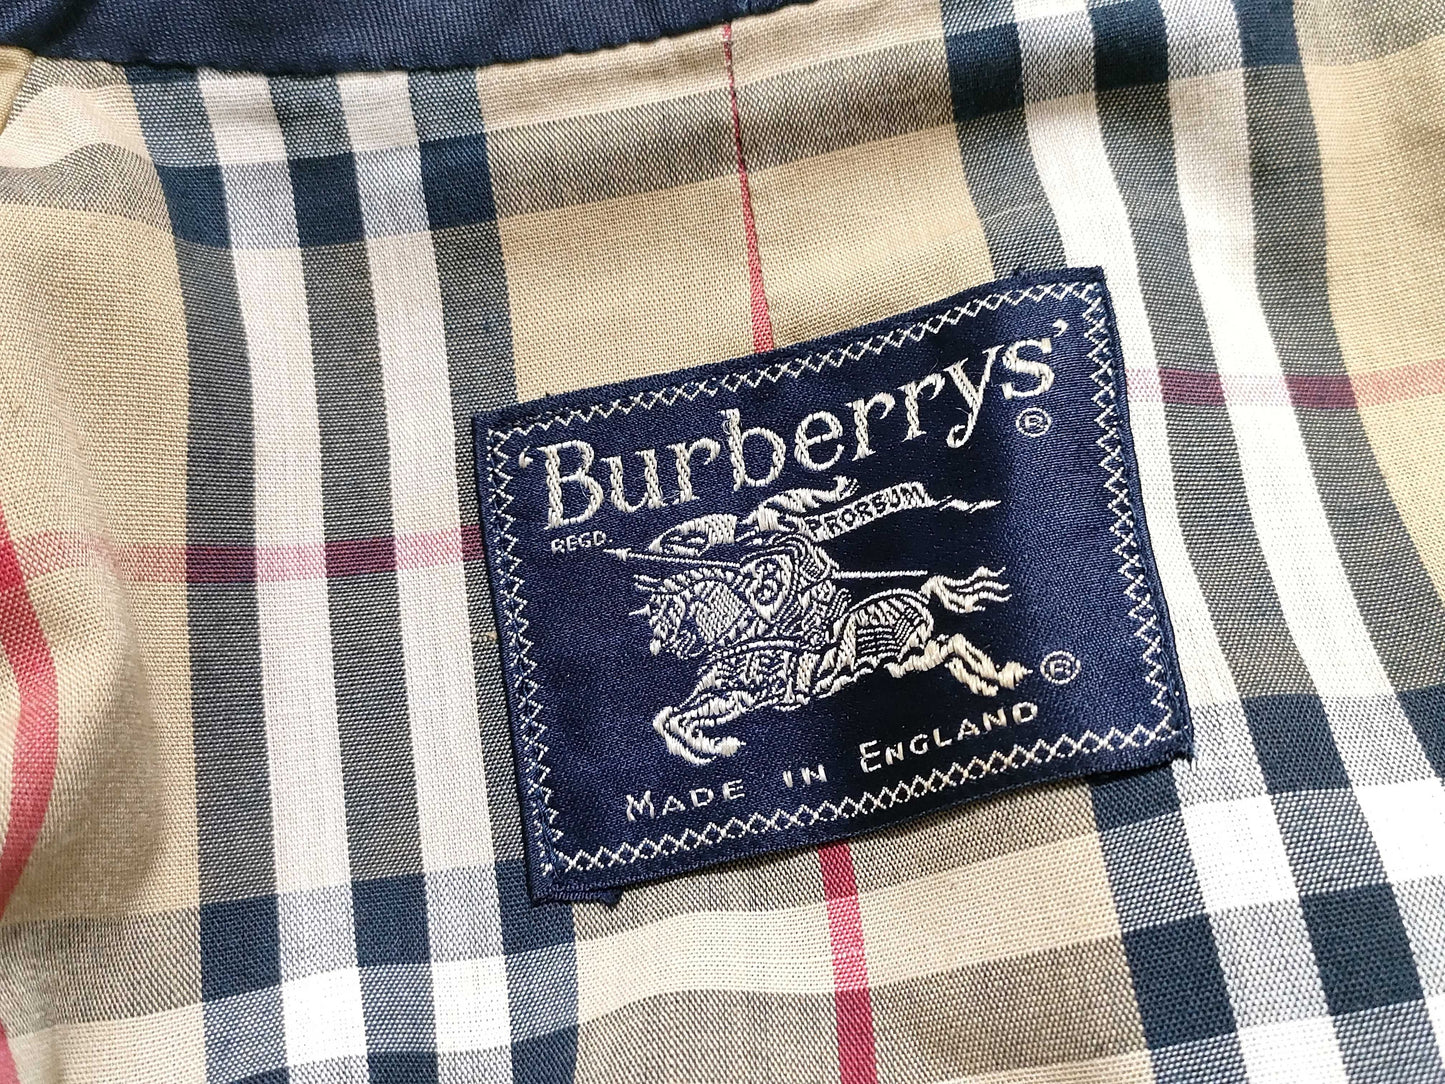 'Burberrys'
®
REGD.
PRORSUM
®
MADE IN ENGLAND